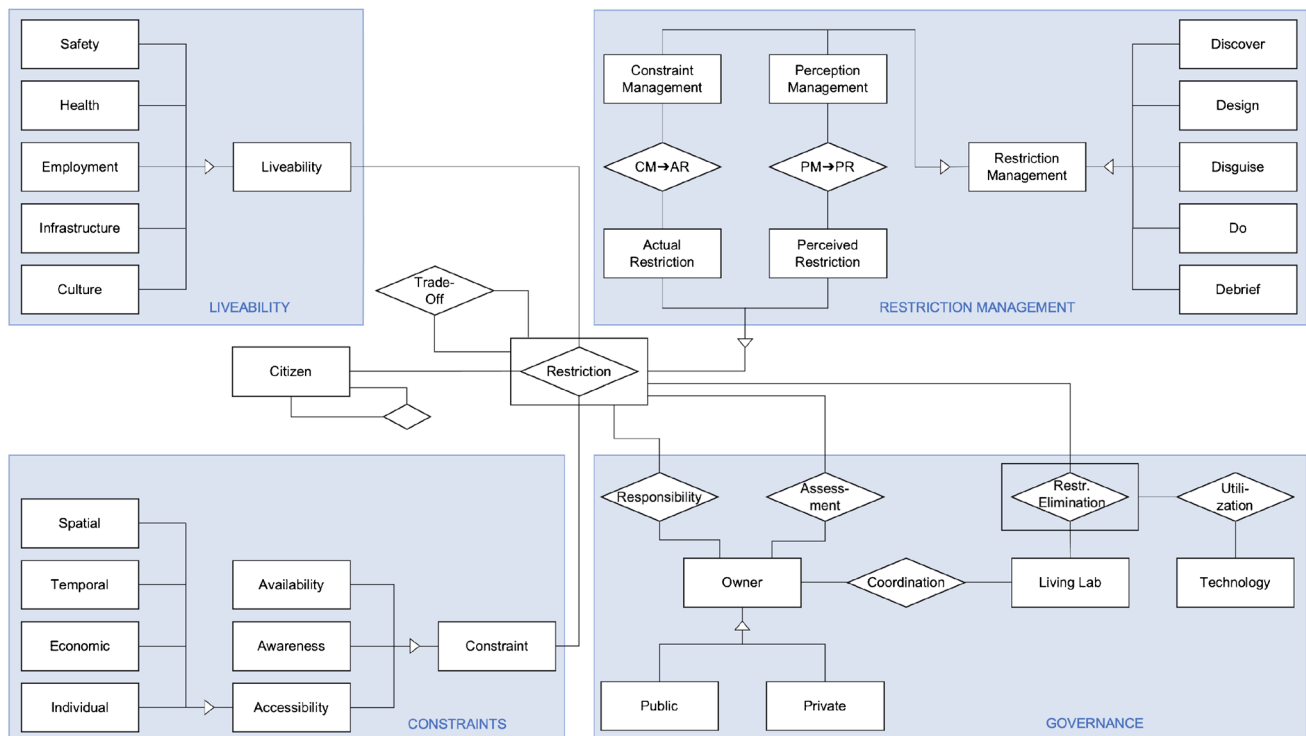 Safety
Health
Employment
Infrastructure
Culture
Liveability
LIVEABILITY
Constraint
Management
Perception
Management
CM➔AR
PM➔PR
Actual
Restriction
Perceived
Restriction
Restriction
Management
Discover
Design
Disguise
Do
Debrief
RESTRICTION MANAGEMENT
Trade-
Off
Citizen
Restriction
Spatial
Temporal
Economic
Individual
Availability
Awareness
Accessibility
Constraint
CONSTRAINTS
Responsibility
Assess-
ment
Restr.
Elimination
Utili-
zation
Owner
Coordination
Living Lab
Technology
Public
Private
GOVERNANCE